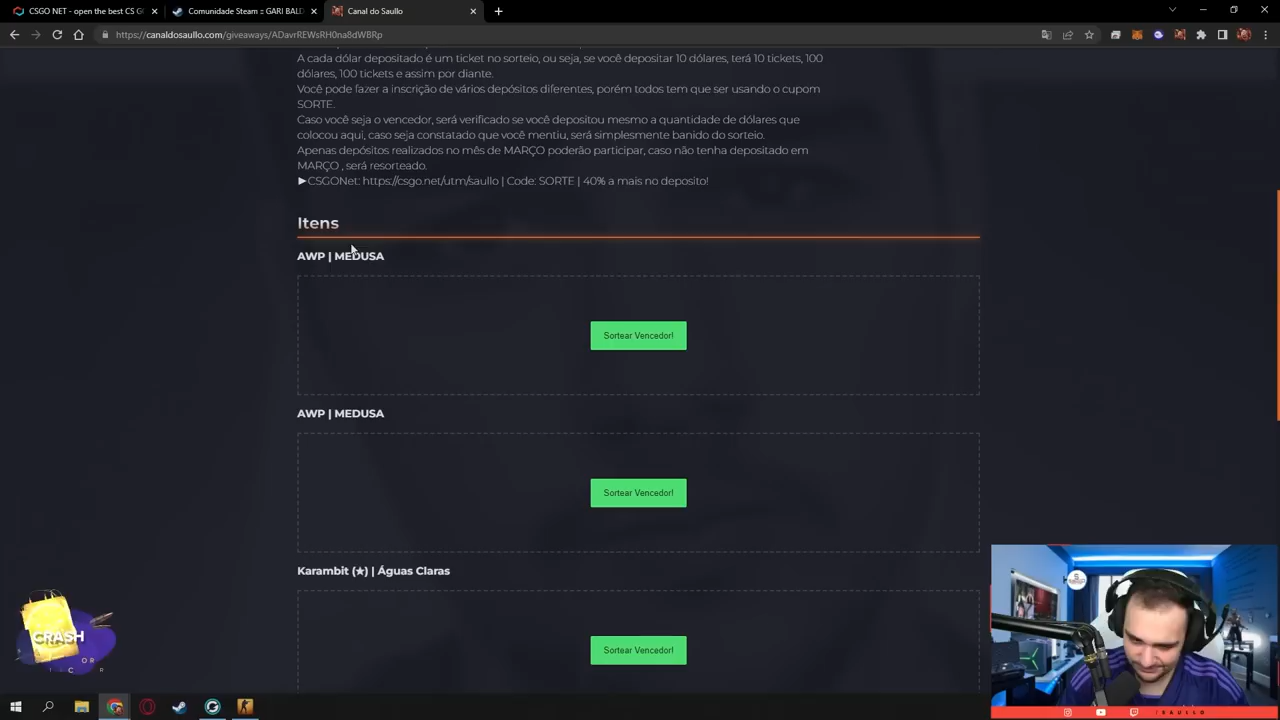 CSGO NET - open the best CS G
Comunidade Steam :: GARI BALD
Canal do Saullo
https://canaldosaullo.com/giveaways/ADavrREWsRH0na8dWBRp
A cada dólar depositado é um ticket no sorteio, ou seja, se você depositar 10 dólares, terá 10 tickets, 100
dólares, 100 tickets e assim por diante.
Você pode fazer a inscrição de vários depósitos diferentes, porém todos tem que ser usando o cupom
SORTE.
Caso você seja o vencedor, será verificado se você depositou mesmo a quantidade de dólares que
colocou aqui, caso seja constatado que você mentiu, será simplesmente banido do sorteio.
Apenas depósitos realizados no mês de MARÇO poderão participar, caso não tenha depositado em
MARÇO , será resorteado.
►CSGONet: https://csgo.net/utm/saullo | Code: SORTE | 40% a mais no deposito!
Itens
AWP | MEDUSA
Sortear Vencedor!
AWP | MEDUSA
Sortear Vencedor!
Karambit (★) | Águas Claras
Sortear Vencedor!
CRASH